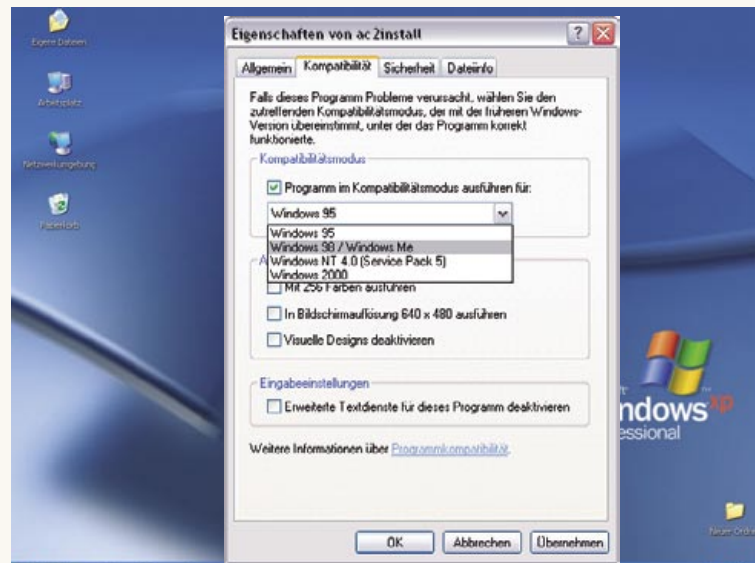 Eigene Dateien
Arbeitsplatz
Netzwerkumgebung
Papierkorb
Eigenschaften von ac2install
Allgemein Kompatibilität Sicherheit Dateiinfo
Falls dieses Programm Probleme verursacht, wählen Sie den
zutreffenden Kompatibilitätsmodus, der mit der früheren Windows-
Version übereinstimmt, unter der das Programm korrekt
funktionierte.
Kompatibilitätsmodus
Programm im Kompatibilitätsmodus ausführen für:
Windows 95
Windows 95
Windows 98 / Windows Me
Windows NT 4.0 (Service Pack 5)
Windows 2000
A
Mit 256 Farben ausführen
In Bildschirmauflösung 640 x 480 ausführen
Visuelle Designs deaktivieren
Eingabeeinstellungen
Erweiterte Textdienste für dieses Programm deaktivieren
Weitere Informationen über Programmkompatibilität.
OK Abbrechen Übernehmen
ndows xp
essional
Neuer Ordner